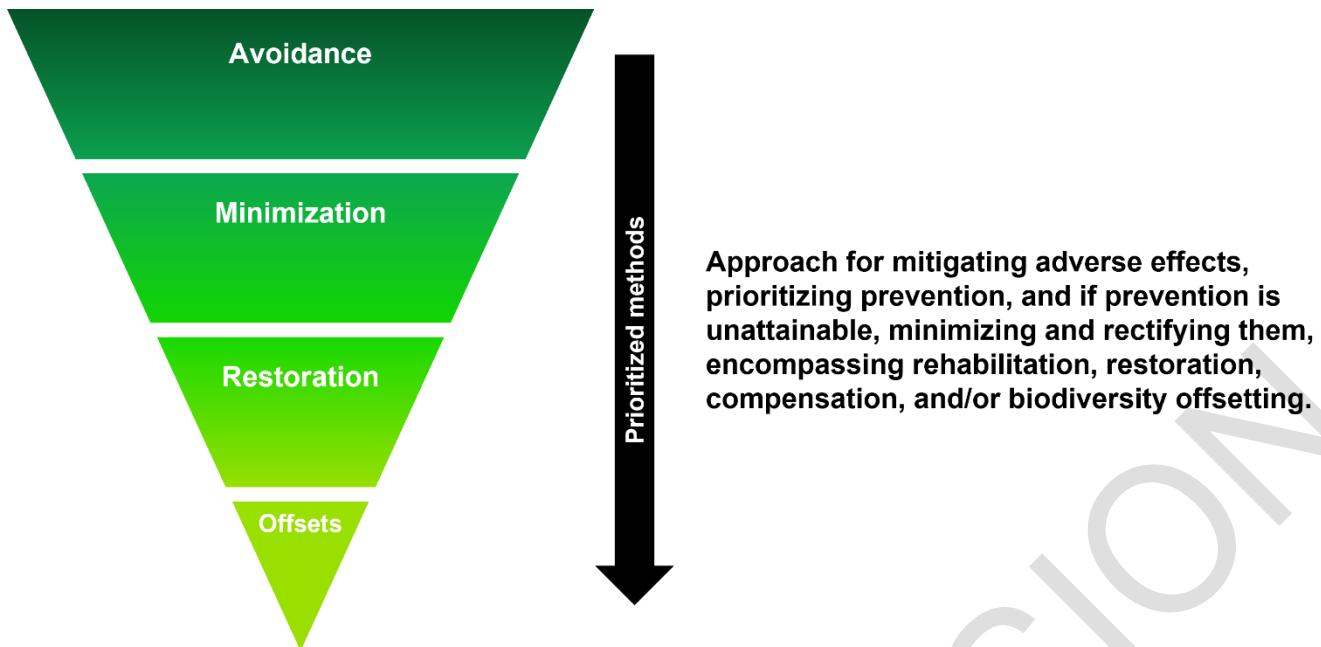 Avoidance
Minimization
Restoration
Offsets
Prioritized methods
Approach for mitigating adverse effects,
prioritizing prevention, and if prevention is
unattainable, minimizing and rectifying them,
encompassing rehabilitation, restoration,
compensation, and/or biodiversity offsetting.
SION